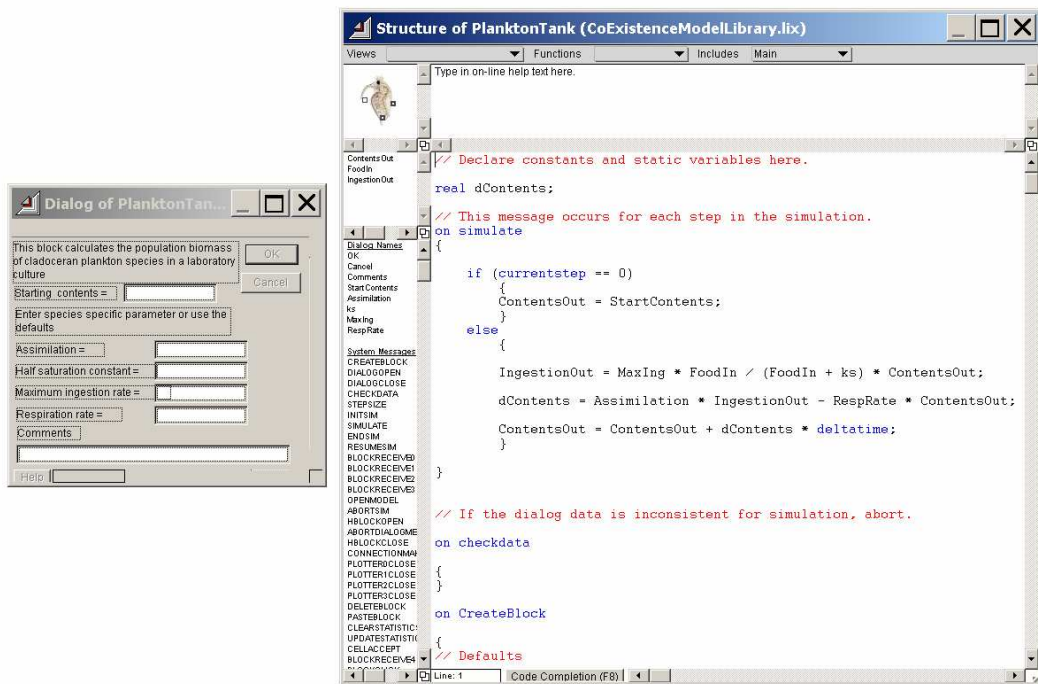 Dialog of PlanktonTan...
This block calculates the population biomass
of cladoceran plankton species in a laboratory
culture
OK
Cancel
Starting contents =
Enter species specific parameter or use the
defaults
Assimilation =
Half saturation constant =
Maximum ingestion rate =
Respiration rate =
Comments
Help
Structure of PlanktonTank (CoExistenceModelLibrary.lix)
Views Functions Includes Main
Type in on-line help text here.
ContentsOut
FoodIn
IngestionOut
Dialog Names
OK
Cancel
Comments
StartContents
Assimilation
ks
MaxIng
RespRate
System Messages
CREATEBLOCK
DIALOGOPEN
DIALOGCLOSE
CHECKDATA
STEPSIZE
INITSIM
SIMULATE
ENDSIM
RESUMESIM
BLOCKRECEIVE0
BLOCKRECEIVE1
BLOCKRECEIVE2
BLOCKRECEIVE3
OPENMODEL
ABORTSIM
HBLOCKOPEN
ABORTDIALOGME
HBLOCKCLOSE
CONNECTIONMAK
PLOTTER0CLOSE
PLOTTER1CLOSE
PLOTTER2CLOSE
PLOTTER3CLOSE
DELETEBLOCK
PASTEBLOCK
CLEARSTATISTICS
UPDATESTATISTIC
CELLACCEPT
BLOCKRECEIVE4
// Declare constants and static variables here.
real dContents;
// This message occurs for each step in the simulation.
on simulate
{
if (currentstep == 0)
{
ContentsOut = StartContents;
}
else
{
IngestionOut = MaxIng * FoodIn / (FoodIn + ks) * ContentsOut;
dContents = Assimilation * IngestionOut - RespRate * ContentsOut;
ContentsOut = ContentsOut + dContents * deltatime;
}
}
// If the dialog data is inconsistent for simulation, abort.
on checkdata
{
}
on CreateBlock
{
// Defaults
Line: 1 Code Completion (F8)